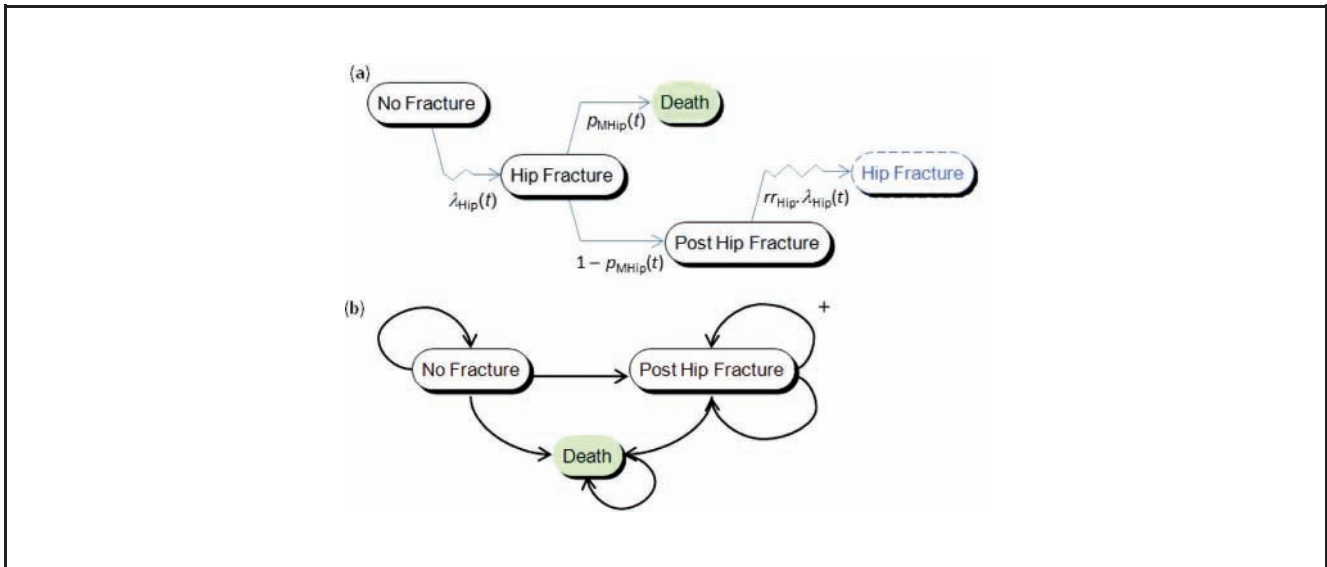 (a)
No Fracture
Death
pMHip(t)
Hip Fracture
Hip Fracture
λHip(t)
rrHip.λHip(t)
Post Hip Fracture
1 − pMHip(t)
(b)
+
No Fracture
Post Hip Fracture
Death